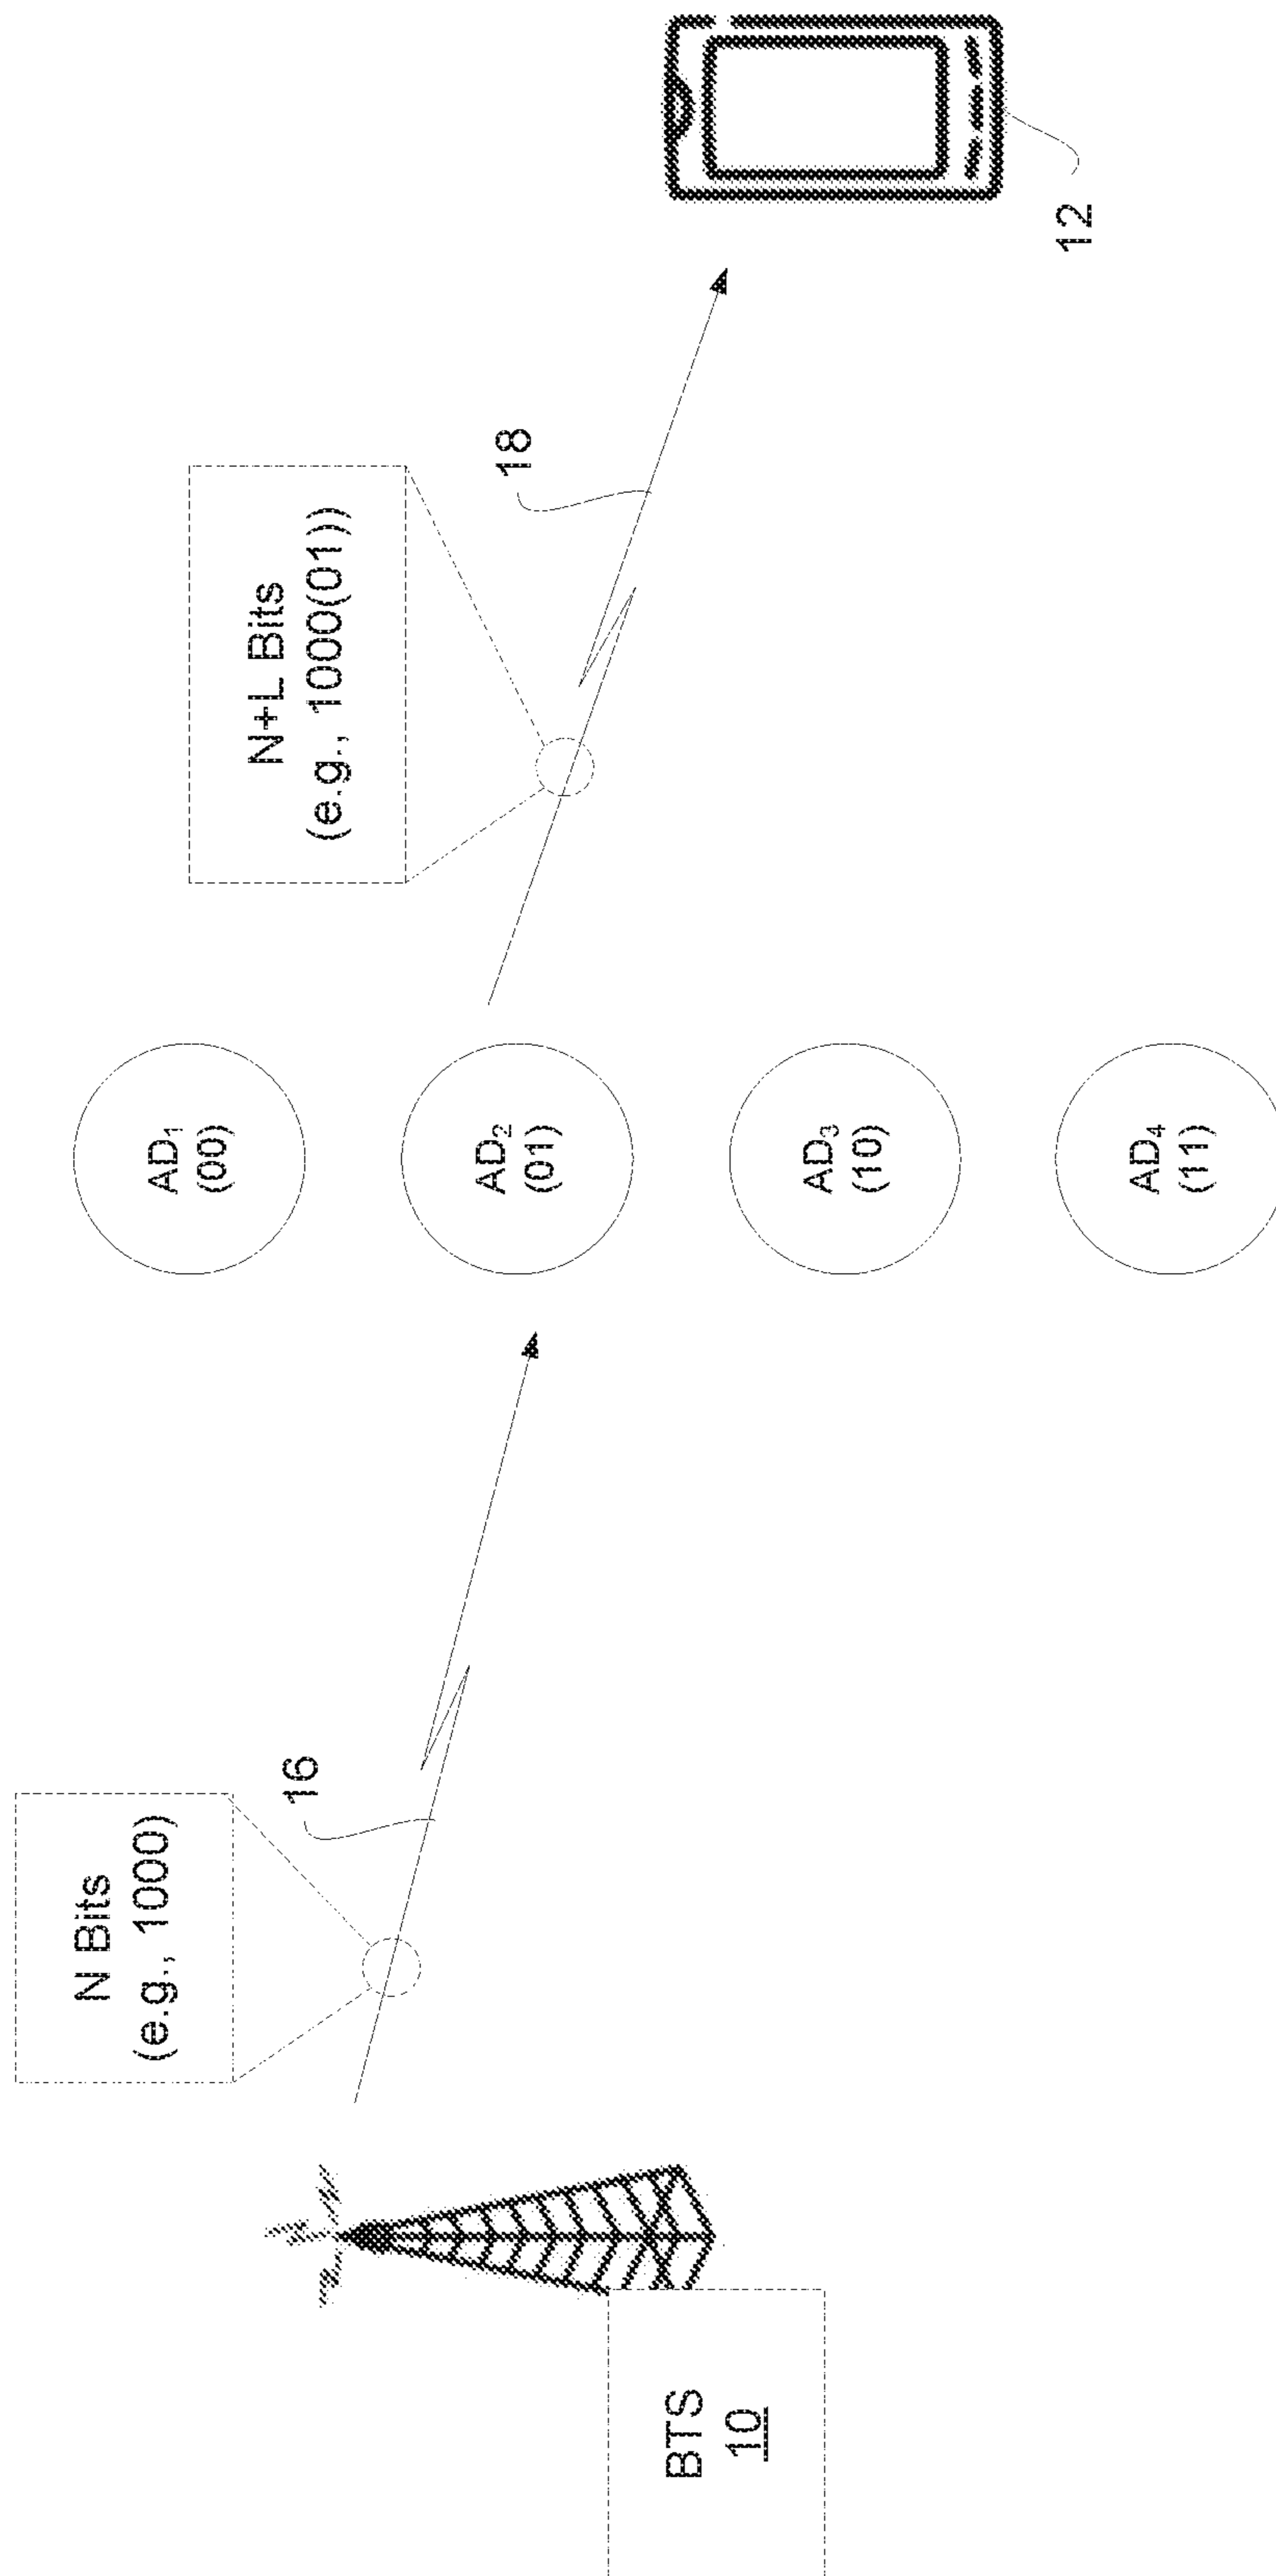 N Bits
(e.g., 1000)
16
BTS
10
AD₁
(00)
AD₂
(01)
AD₃
(10)
AD₄
(11)
N+L Bits
(e.g., 1000(01))
18
12